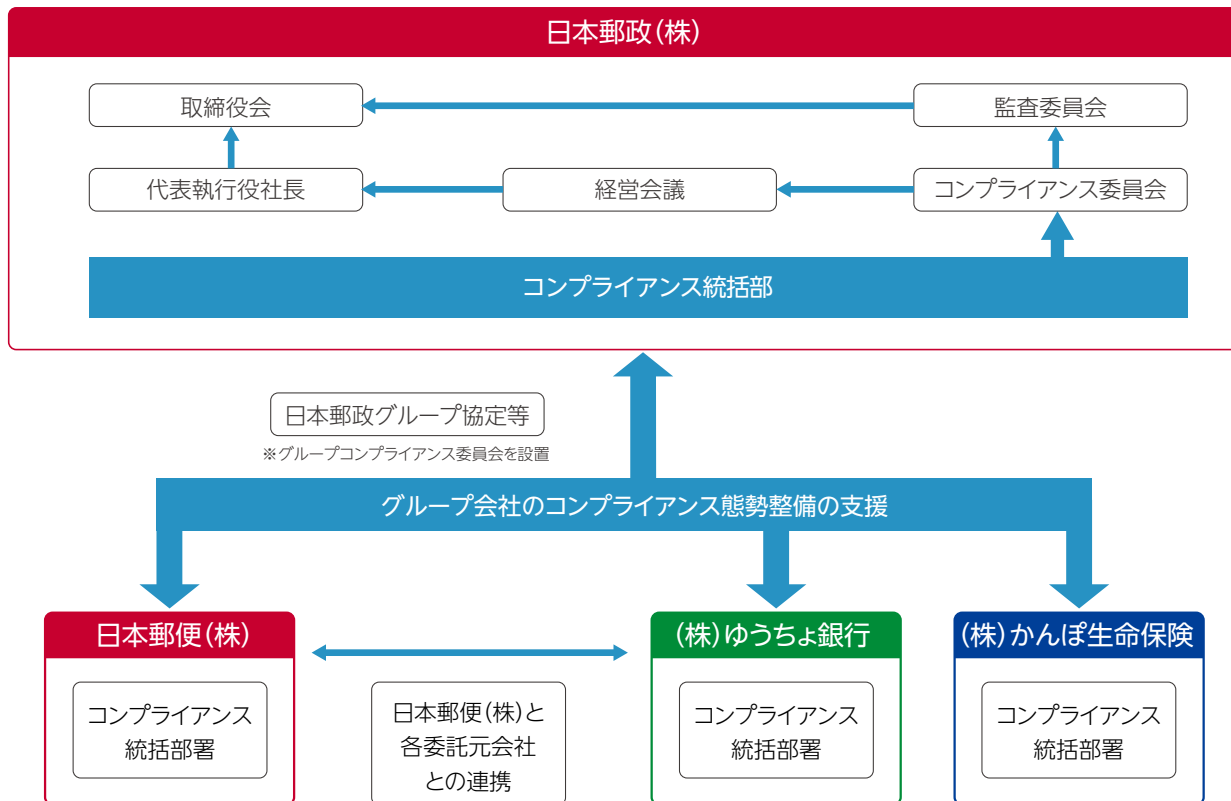 日本郵政(株)
取締役会
監査委員会
代表執行役社長
経営会議
コンプライアンス委員会
コンプライアンス統括部
日本郵政グループ協定等
※グループコンプライアンス委員会を設置
グループ会社のコンプライアンス態勢整備の支援
日本郵便(株)
(株)ゆうちょ銀行
(株)かんぽ生命保険
コンプライアンス
統括部署
日本郵便(株)と
各委託元会社
との連携
コンプライアンス
統括部署
コンプライアンス
統括部署